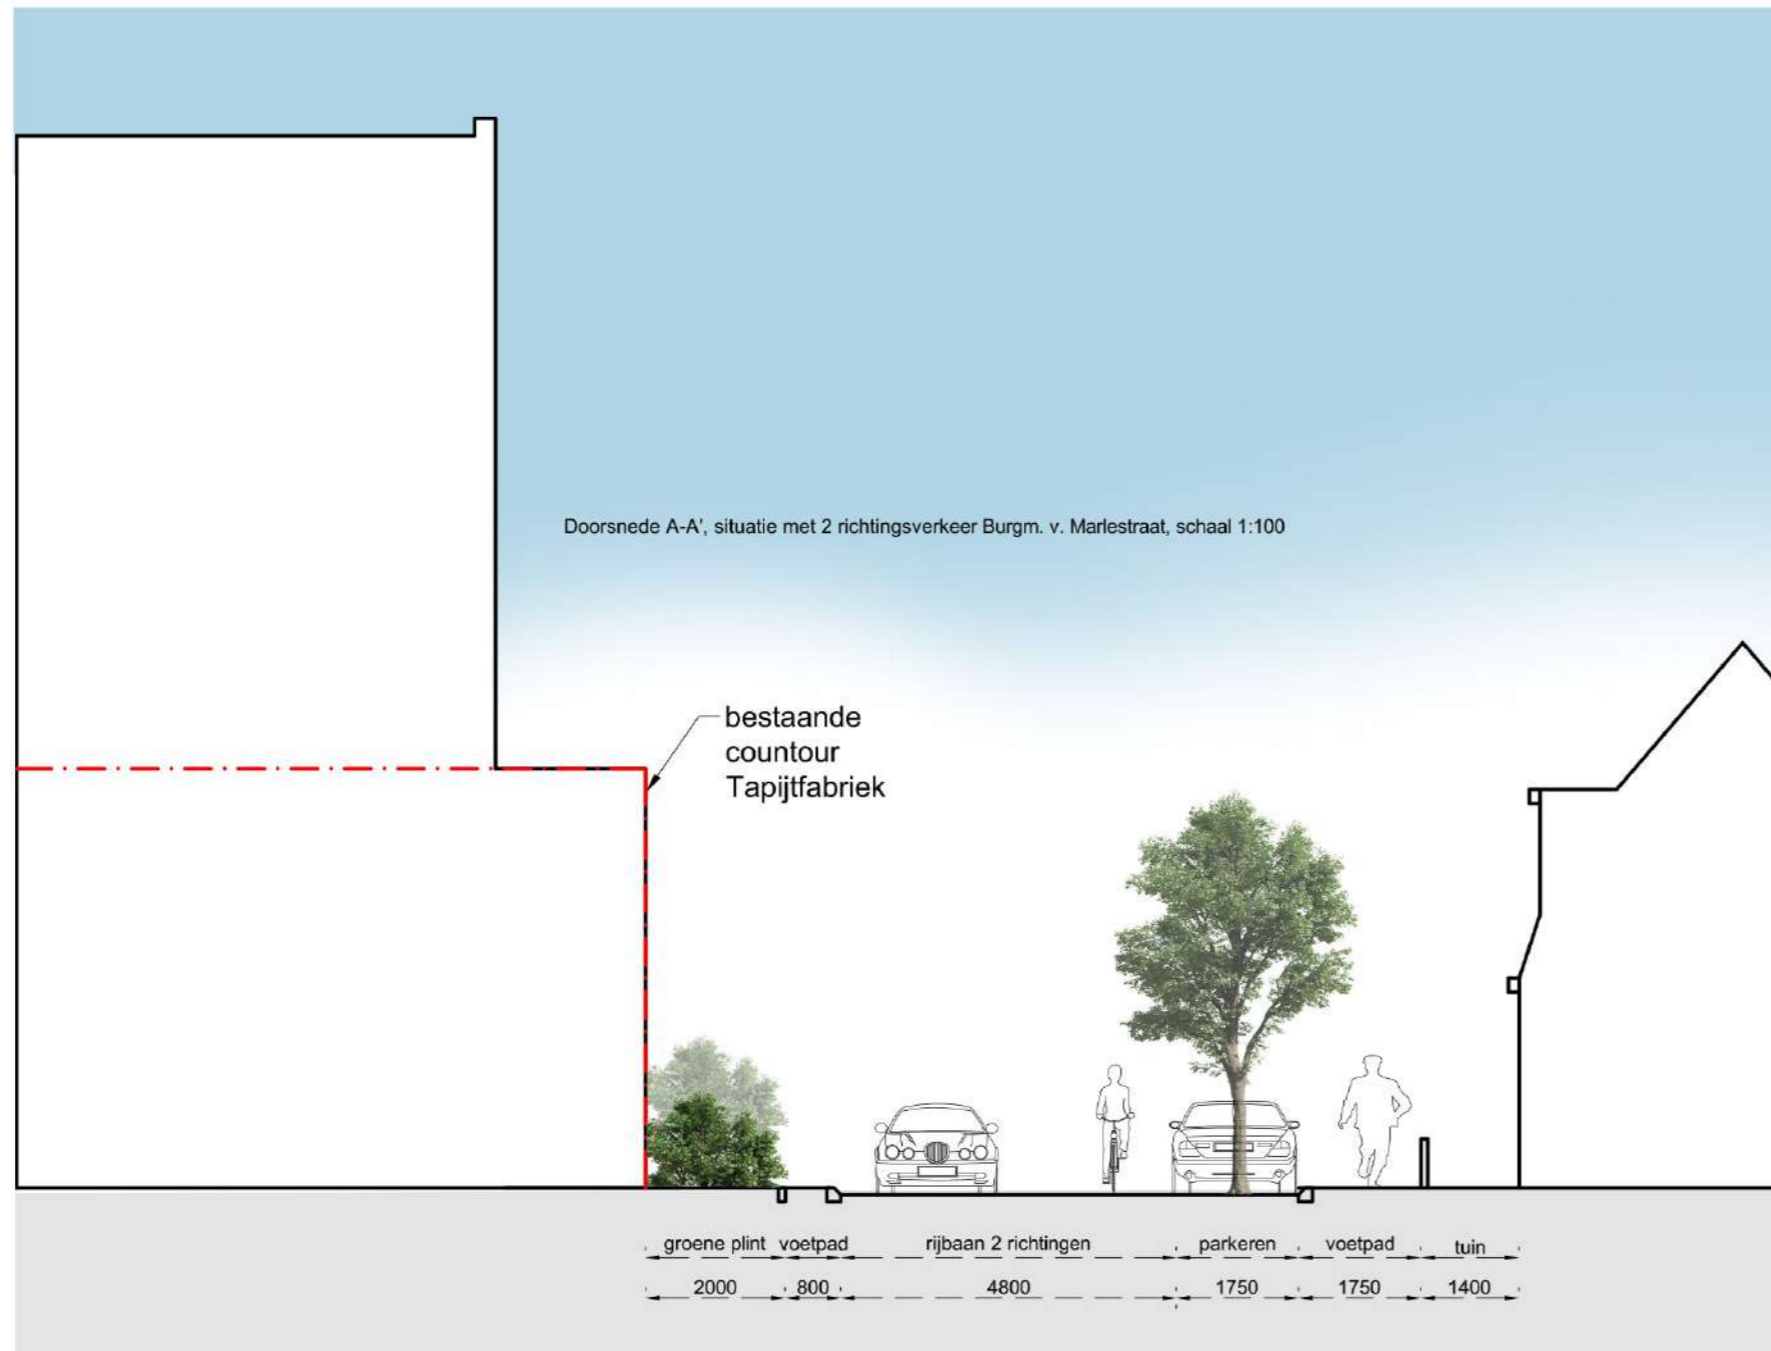 Doorsnede A-A', situatie met 2 richtingsverkeer Burgm. v. Marlestraat, schaal 1:100
bestaande
countour
Tapijtfabriek
groene plint voetpad rijbaan 2 richtingen parkeren voetpad tuin
2000 800 4800 1750 1750 1400